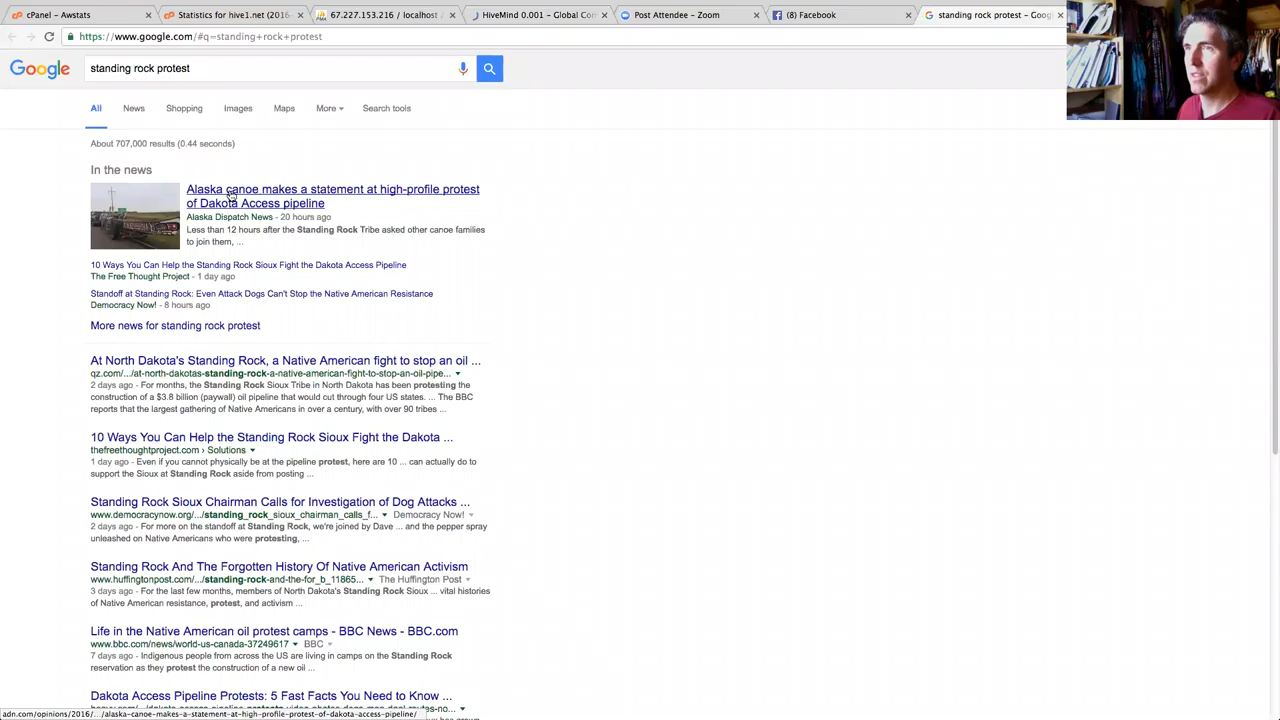 cPanel - Awstats
Statistics for hive1.net (2016-
67.227.153.216 / localhost
HiveMind 0.001 - Global Com
Post Attendee - Zoom
(8) Facebook
standing rock protest - Goo
https://www.google.com/#q=standing+rock+protest
Google
standing rock protest
All News Shopping Images Maps More Search tools
About 707,000 results (0.44 seconds)
In the news
Alaska canoe makes a statement at high-profile protest
of Dakota Access pipeline
Alaska Dispatch News - 20 hours ago
Less than 12 hours after the Standing Rock Tribe asked other canoe families
to join them, ...
10 Ways You Can Help the Standing Rock Sioux Fight the Dakota Access Pipeline
The Free Thought Project - 1 day ago
Standoff at Standing Rock: Even Attack Dogs Can't Stop the Native American Resistance
Democracy Now! - 8 hours ago
More news for standing rock protest
At North Dakota's Standing Rock, a Native American fight to stop an oil ...
qz.com/.../at-north-dakotas-standing-rock-a-native-american-fight-to-stop-an-oil-pipe...
2 days ago - For months, the Standing Rock Sioux Tribe in North Dakota has been protesting the
construction of a $3.8 billion (paywall) oil pipeline that would cut through four US states. ... The BBC
reports that the largest gathering of Native Americans in over a century, with over 90 tribes ...
10 Ways You Can Help the Standing Rock Sioux Fight the Dakota ...
thefreethoughtproject.com › Solutions
1 day ago - Even if you cannot physically be at the pipeline protest, here are 10 ... can actually do to
support the Sioux at Standing Rock aside from posting ...
Standing Rock Sioux Chairman Calls for Investigation of Dog Attacks ...
www.democracynow.org/.../standing_rock_sioux_chairman_calls_f... Democracy Now!
2 days ago - For more on the standoff at Standing Rock, we're joined by Dave ... and the pepper spray
unleashed on Native Americans who were protesting, ...
Standing Rock And The Forgotten History Of Native American Activism
www.huffingtonpost.com/.../standing-rock-and-the-for_b_11865... The Huffington Post
3 days ago - For the last few months, members of North Dakota's Standing Rock Sioux ... vital histories
of Native American resistance, protest, and activism ...
Life in the Native American oil protest camps - BBC News - BBC.com
www.bbc.com/news/world-us-canada-37249617 BBC
7 days ago - Indigenous people from across the US are living in camps on the Standing Rock
reservation as they protest the construction of a new oil ...
Dakota Access Pipeline Protests: 5 Fast Facts You Need to Know ...
adn.com/opinions/2016/.../alaska-canoe-makes-a-statement-at-high-profile-protest-of-dakota-access-pipeline/